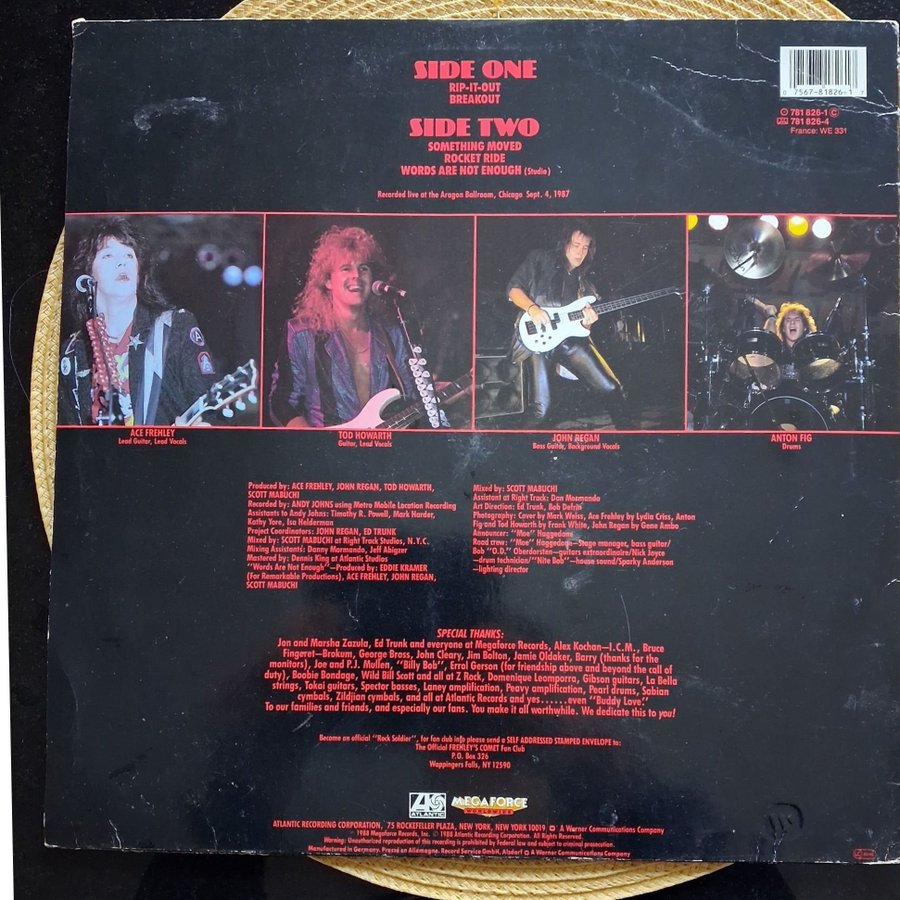 SIDE ONE
RIP-IT-OUT
BREAKOUT
SIDE TWO
SOMETHING MOVED
ROCKET RIDE
WORDS ARE NOT ENOUGH (Studio)
Recorded live at the Aragon Ballroom, Chicago Sept. 4, 1987
0 7567-81826-1 7
781 826-1
781 826-4
France: WE 331
ACE FREHLEY
Lead Guitar, Lead Vocals
TOD HOWARTH
Guitar, Lead Vocals
JOHN REGAN
Bass Guitar, Background Vocals
ANTON FIG
Drums
Produced by: ACE FREHLEY, JOHN REGAN, TOD HOWARTH,
SCOTT MABUCHI
Recorded by: ANDY JOHNS using Metro Mobile Location Recording
Assistants to Andy Johns: Timothy R. Powell, Mark Harder,
Kathy Yore, Isa Helderman
Project Coordinators: JOHN REGAN, ED TRUNK
Mixed by: SCOTT MABUCHI at Right Track Studios, N.Y.C.
Mixing Assistants: Danny Mormando, Jeff Abigzer
Mastered by: Dennis King at Atlantic Studios
"Words Are Not Enough"—Produced by: EDDIE KRAMER
(For Remarkable Productions), ACE FREHLEY, JOHN REGAN,
SCOTT MABUCHI
Mixed by: SCOTT MABUCHI
Assistant at Right Track: Dan Mormando
Art Direction: Ed Trunk, Bob Defrin
Photography: Cover by Mark Weiss, Ace Frehley by Lydia Criss, Anton
Fig and Tod Howarth by Frank White, John Regan by Gene Ambo
Announcer: "Moe" Haggadorn
Road crew: "Moe" Haggadorn—Stage manager, bass guitar/
Bob "O.D." Oberdorsten—guitars extraordinaire/Nick Joyce
—drum technician/"Nite Bob"—house sound/Sparky Anderson
—lighting director
SPECIAL THANKS:
Jon and Marsha Zazula, Ed Trunk and everyone at Megaforce Records, Alex Kochan—I.C.M., Bruce
Fingeret—Brokum, George Brass, John Cleary, Jim Bolton, Jamie Oldaker, Barry (thanks for the
monitors), Joe and P.J. Mullen, "Billy Bob", Errol Gerson (for friendship above and beyond the call of
duty), Boobie Bondage, Wild Bill Scott and all at Z Rock, Domenique Leomporra, Gibson guitars, La Bella
strings, Tokai guitars, Spector basses, Laney amplification, Peavy amplification, Pearl drums, Sabian
cymbals, Zildjian cymbals, and all at Atlantic Records and yes......even "Buddy Love."
To our families and friends, and especially our fans. You make it all worthwhile. We dedicate this to you!
Become an official "Rock Soldier", for fan club info please send a SELF ADDRESSED STAMPED ENVELOPE to:
The Official FREHLEY'S COMET Fan Club
P.O. Box 326
Wappingers Falls, NY 12590
ATLANTIC
MEGAFORCE
WORLDWIDE
ATLANTIC RECORDING CORPORATION, 75 ROCKEFELLER PLAZA, NEW YORK, NEW YORK 10019 A Warner Communications Company
1988 Megaforce Records, Inc. © 1988 Atlantic Recording Corporation. All Rights Reserved.
Warning: Unauthorized reproduction of this recording is prohibited by Federal law and subject to criminal prosecution.
Manufactured in Germany. Pressé en Allemagne. Record Service GmbH, Alsdorf A Warner Communications Company